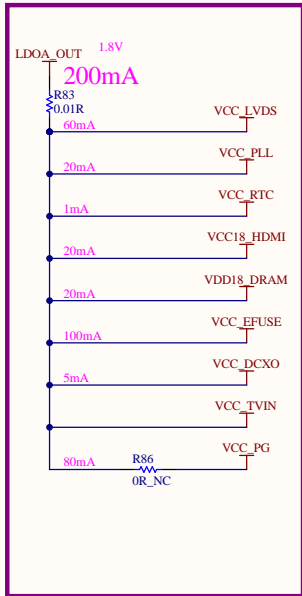 1.8V
LDOA_OUT
200mA
R83
0.01R
60mA
VCC_LVDS
20mA
VCC_PLL
1mA
VCC_RTC
20mA
VCC18_HDMI
20mA
VDD18_DRAM
100mA
VCC_EFUSE
5mA
VCC_DCXO
VCC_TVIN
80mA
R86
0R_NC
VCC_PG